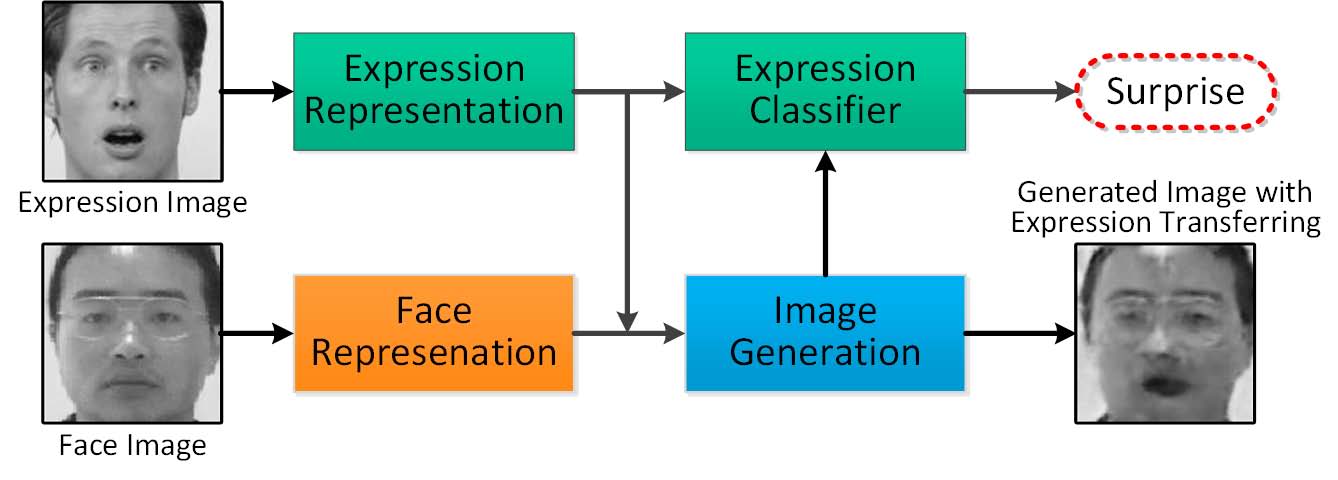 Expression
Representation
Expression
Classifier
Surprise
Expression Image
Generated Image with
Expression Transferring
Face
Represenation
Image
Generation
Face Image